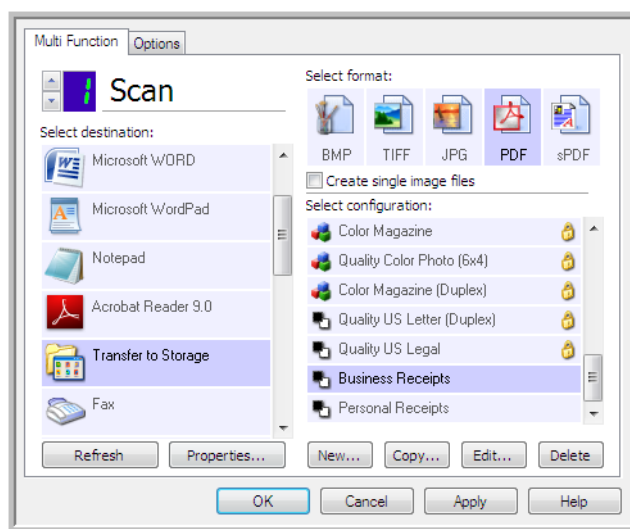 Multi Function
Options
1 Scan
Select destination:
Microsoft WORD
Microsoft WordPad
Notepad
Acrobat Reader 9.0
Transfer to Storage
Fax
Refresh
Properties...
Select format:
BMP TIFF JPG PDF sPDF
Create single image files
Select configuration:
Color Magazine
Quality Color Photo (6x4)
Color Magazine (Duplex)
Quality US Letter (Duplex)
Quality US Legal
Business Receipts
Personal Receipts
New... Copy... Edit... Delete
OK Cancel Apply Help